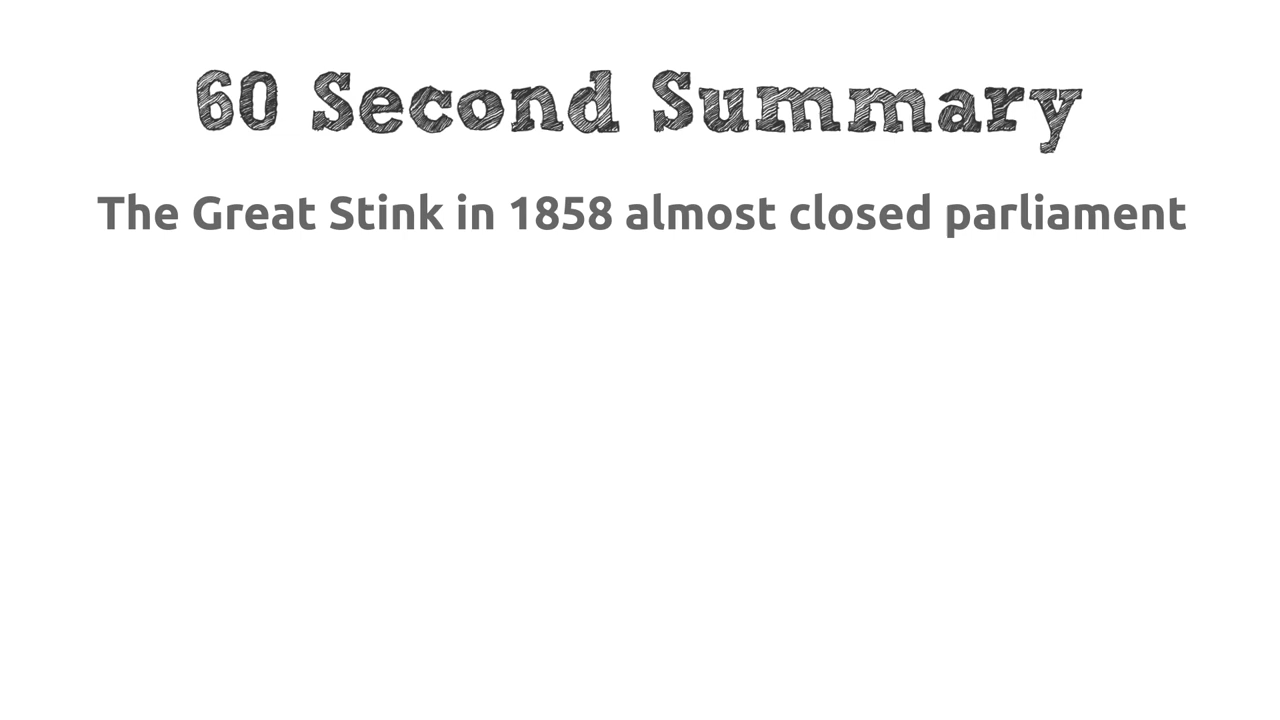 60 Second Summary
The Great Stink in 1858 almost closed parliament